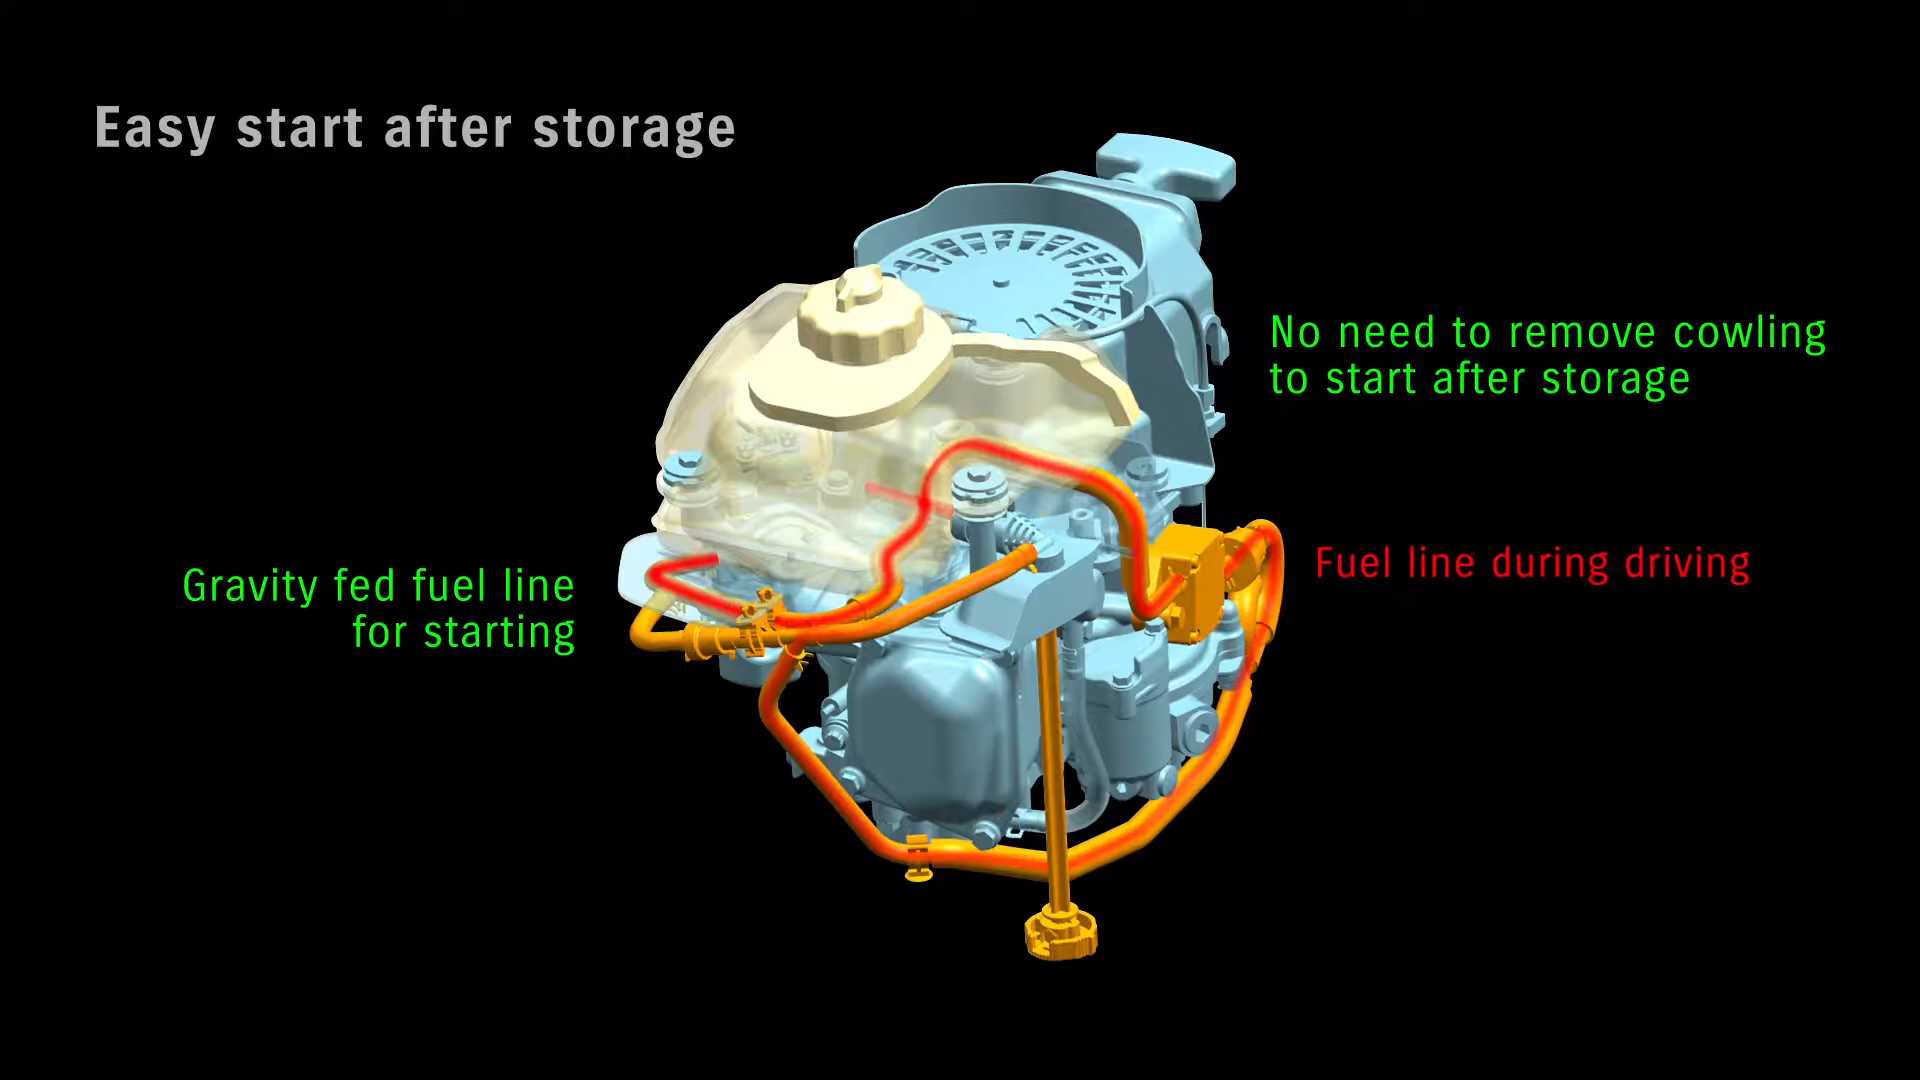 Easy start after storage
No need to remove cowling
to start after storage
Gravity fed fuel line
for starting
Fuel line during driving